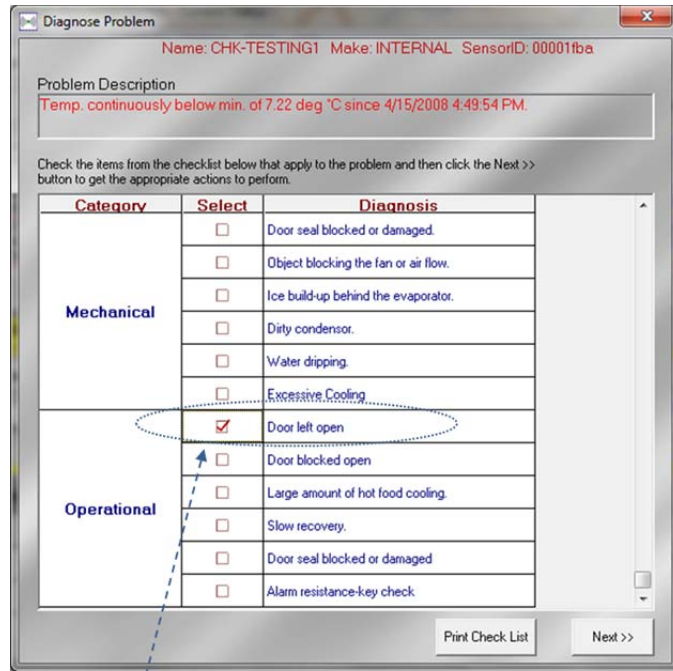 Diagnose Problem
Name: CHK-TESTING1 Make: INTERNAL SensorID: 00001fba
Problem Description
Temp. continuously below min. of 7.22 deg °C since 4/15/2008 4:49:54 PM.
Check the items from the checklist below that apply to the problem and then click the Next >>
button to get the appropriate actions to perform.
Category Select Diagnosis
Mechanical
Door seal blocked or damaged.
Object blocking the fan or air flow.
Ice build-up behind the evaporator.
Dirty condensor.
Water dripping.
Excessive Cooling
Operational
Door left open
Door blocked open
Large amount of hot food cooling.
Slow recovery.
Door seal blocked or damaged
Alarm resistance-key check
Print Check List
Next >>